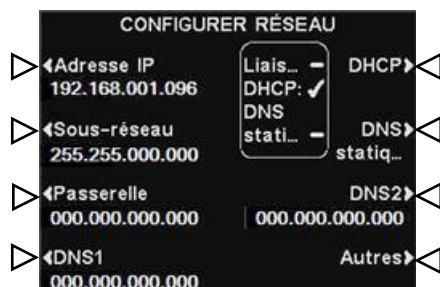 CONFIGURER RÉSEAU
Adresse IP
192.168.001.096
Sous-réseau
255.255.000.000
Passerelle
000.000.000.000
DNS1
000.000.000.000
Liais... –
DHCP: ✓
DNS
stati... –
DHCP
DNS
statiq...
DNS2
000.000.000.000
Autres